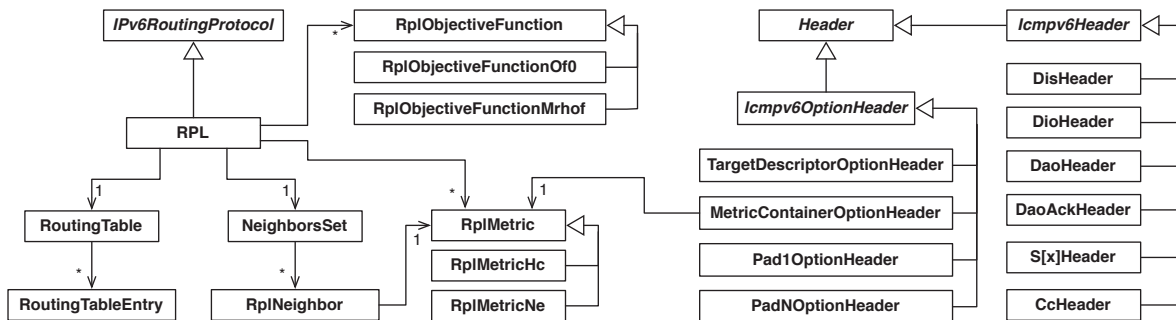 IPv6RoutingProtocol
RplObjectiveFunction
*
RplObjectiveFunctionOf0
RplObjectiveFunctionMrhof
RPL
1
1
*
RoutingTable
NeighborsSet
RplMetric
1
*
*
RplMetricHc
RoutingTableEntry
RplNeighbor
RplMetricNe
Header
Icmpv6Header
Icmpv6OptionHeader
DisHeader
DioHeader
TargetDescriptorOptionHeader
DaoHeader
1
MetricContainerOptionHeader
DaoAckHeader
Pad1OptionHeader
S[x]Header
PadNOptionHeader
CcHeader